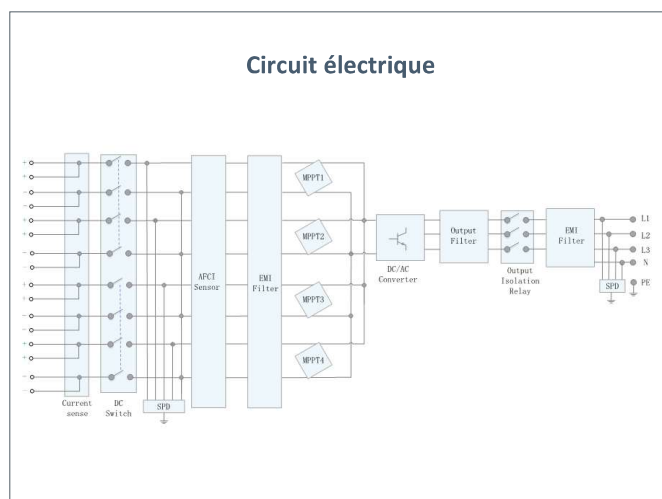 Circuit électrique
+
+
−
−
+
+
−
−
+
+
−
−
+
+
−
−
Current
sense
DC
Switch
SPD
AFCI
Sensor
EMI
Filter
MPPT1
MPPT2
MPPT3
MPPT4
DC/AC
Converter
Output
Filter
Output
Isolation
Relay
EMI
Filter
L1
L2
L3
N
SPD
PE